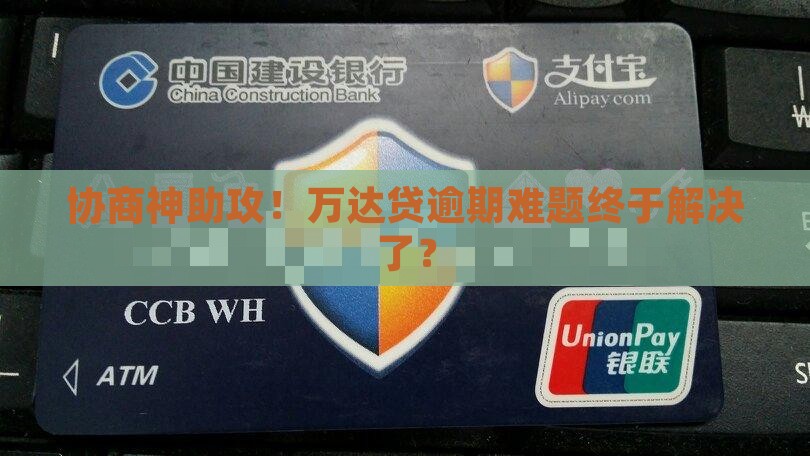 中国建设银行
China Construction Bank
支付宝
Alipay.com
协商神助攻！万达贷逾期难题终于解决
了？
CCB WH
UnionPay
银联
ATM